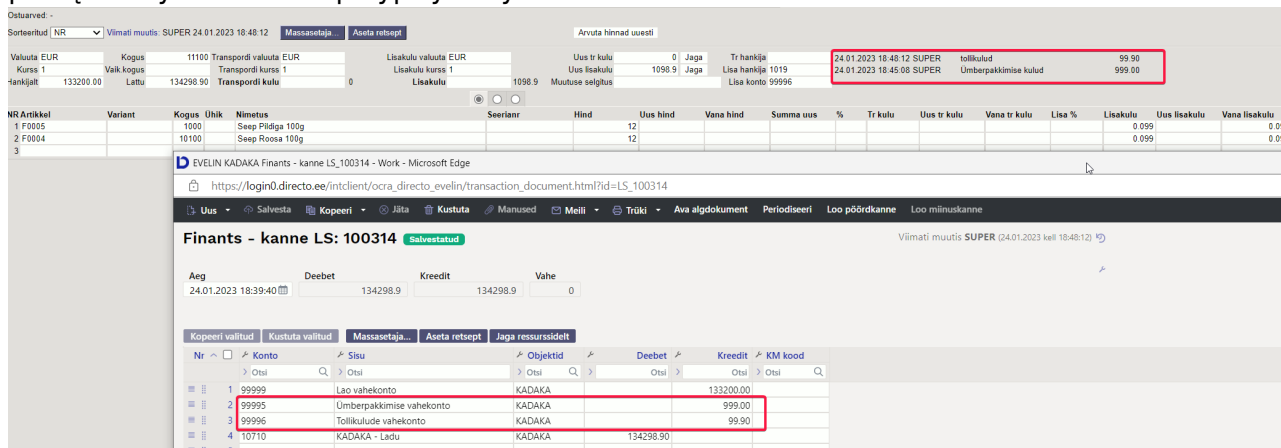 Ostuarved: -
Sorteeritud NR Viimati muutis: SUPER 24.01.2023 18:48:12 Massasetaja... Aseta retsept Arvuta hinnad uuesti
Valuuta EUR Kogus 11100 Transpordi valuuta EUR Lisakulu valuuta EUR Uus tr kulu 0 Jaga Tr hankija 24.01.2023 18:48:12 SUPER tollikulud 99.90
Kurss 1 Vaik.kogus Transpordi kurss 1 Lisakulu kurss 1 Uus lisakulu 1098.9 Jaga Lisa hankija 1019 24.01.2023 18:45:08 SUPER Ümberpakkimise kulud 999.00
Hankijalt 133200.00 Lattu 134298.90 Transpordi kulu 0 Lisakulu 1098.9 Muutuse selgitus Lisa konto 99996
NR Artikkel Variant Kogus Ühik Nimetus Seerianr Hind Uus hind Vana hind Summa uus % Tr kulu Uus tr kulu Vana tr kulu Lisa % Lisakulu Uus lisakulu Vana lisakulu
1 F0005 1000 Seep Pildiga 100g 12 0.099
2 F0004 10100 Seep Roosa 100g 12 0.099
3
EVELIN KADAKA Finants - kanne LS_100314 - Work - Microsoft Edge
https://login0.directo.ee/intclient/ocra_directo_evelin/transaction_document.html?id=LS_100314
Uus Salvesta Kopeeri Jäta Kustuta Manused Meili Trüki Ava algdokument Periodiseeri Loo pöördkanne Loo miinuskanne
Finants - kanne LS: 100314 Salvestatud Viimati muutis SUPER (24.01.2023 kell 18:48:12)
Aeg Deebet Kreedit Vahe
24.01.2023 18:39:40 134298.9 134298.9 0
Kopeeri valitud Kustuta valitud Massasetaja... Aseta retsept Jaga ressurssidelt
Nr Konto Sisu Objektid Deebet Kreedit KM kood
Otsi Otsi Otsi Otsi Otsi Otsi
1 99999 Lao vahekonto KADAKA 133200.00
2 99995 Ümberpakkimise vahekonto KADAKA 999.00
3 99996 Tollikulude vahekonto KADAKA 99.90
4 10710 KADAKA - Ladu KADAKA 134298.90